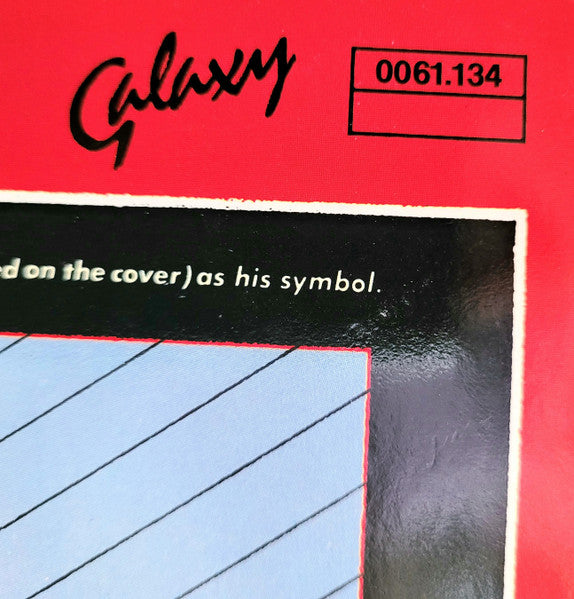 Galaxy
0061.134
d on the cover) as his symbol.